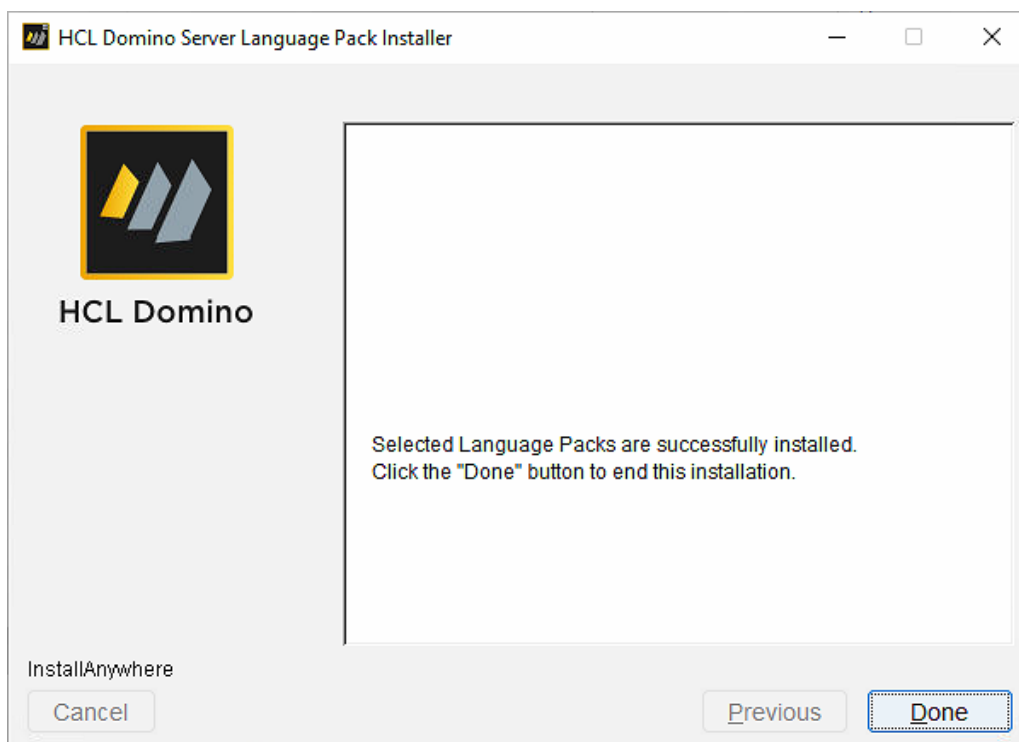 HCL Domino Server Language Pack Installer
HCL Domino
Selected Language Packs are successfully installed.
Click the "Done" button to end this installation.
InstallAnywhere
Cancel
Previous
Done